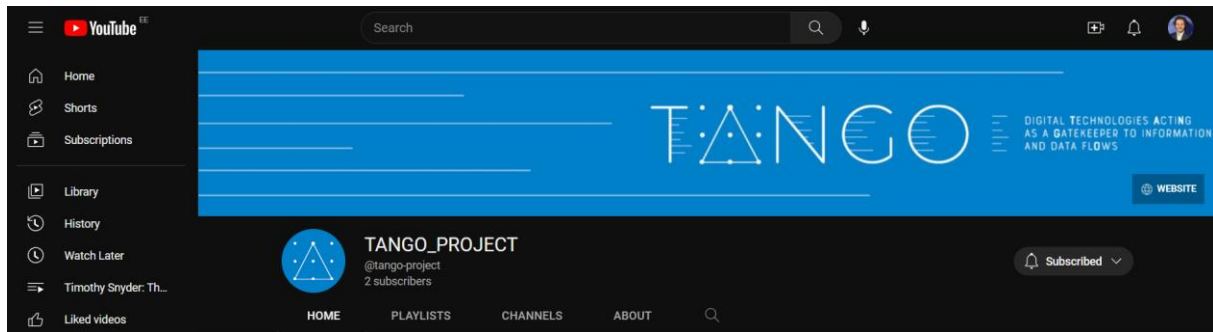 YouTube EE
Search
Home
Shorts
Subscriptions
Library
History
Watch Later
Timothy Snyder: Th...
Liked videos
TANGO
DIGITAL TECHNOLOGIES ACTING
AS A GATEKEEPER TO INFORMATION
AND DATA FLOWS
WEBSITE
TANGO_PROJECT
@tango-project
2 subscribers
Subscribed
HOME PLAYLISTS CHANNELS ABOUT